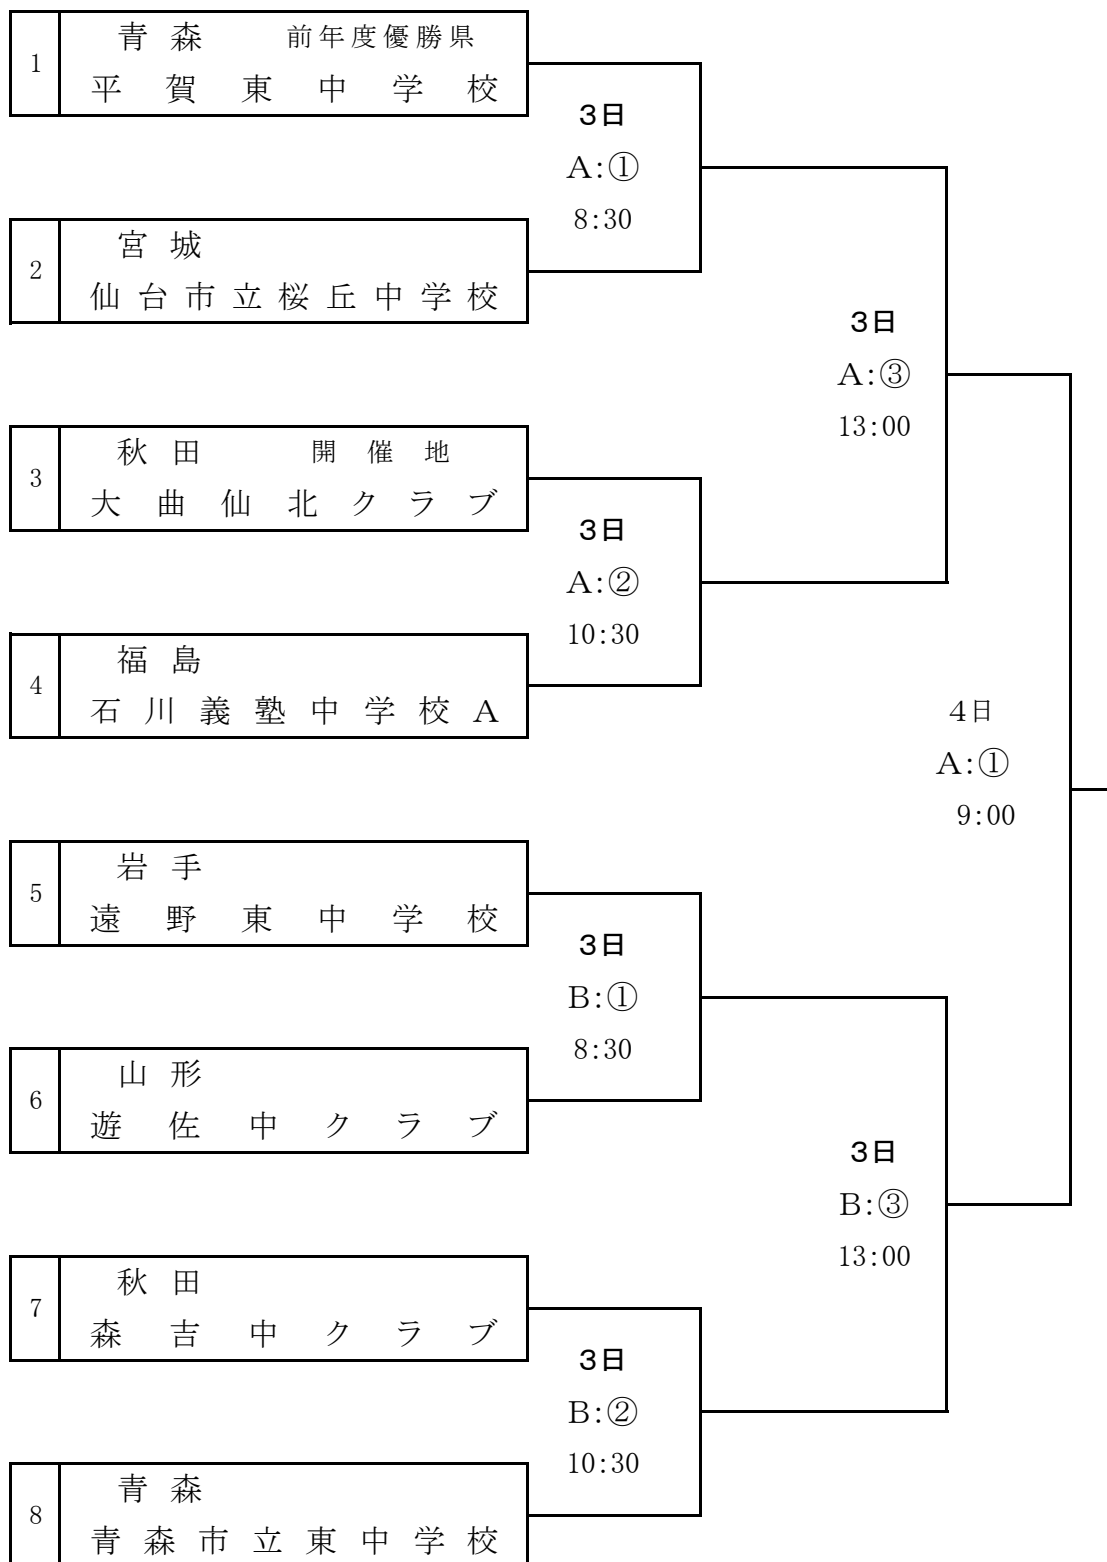 1
青森 前年度優勝県
平賀東中学校
3日
A:①
8:30
2
宮城
仙台市立桜丘中学校
3日
A:③
13:00
3
秋田 開催地
大曲仙北クラブ
3日
A:②
10:30
4
福島
石川義塾中学校A
4日
A:①
9:00
5
岩手
遠野東中学校
3日
B:①
8:30
6
山形
遊佐中クラブ
3日
B:③
13:00
7
秋田
森吉中クラブ
3日
B:②
10:30
8
青森
青森市立東中学校